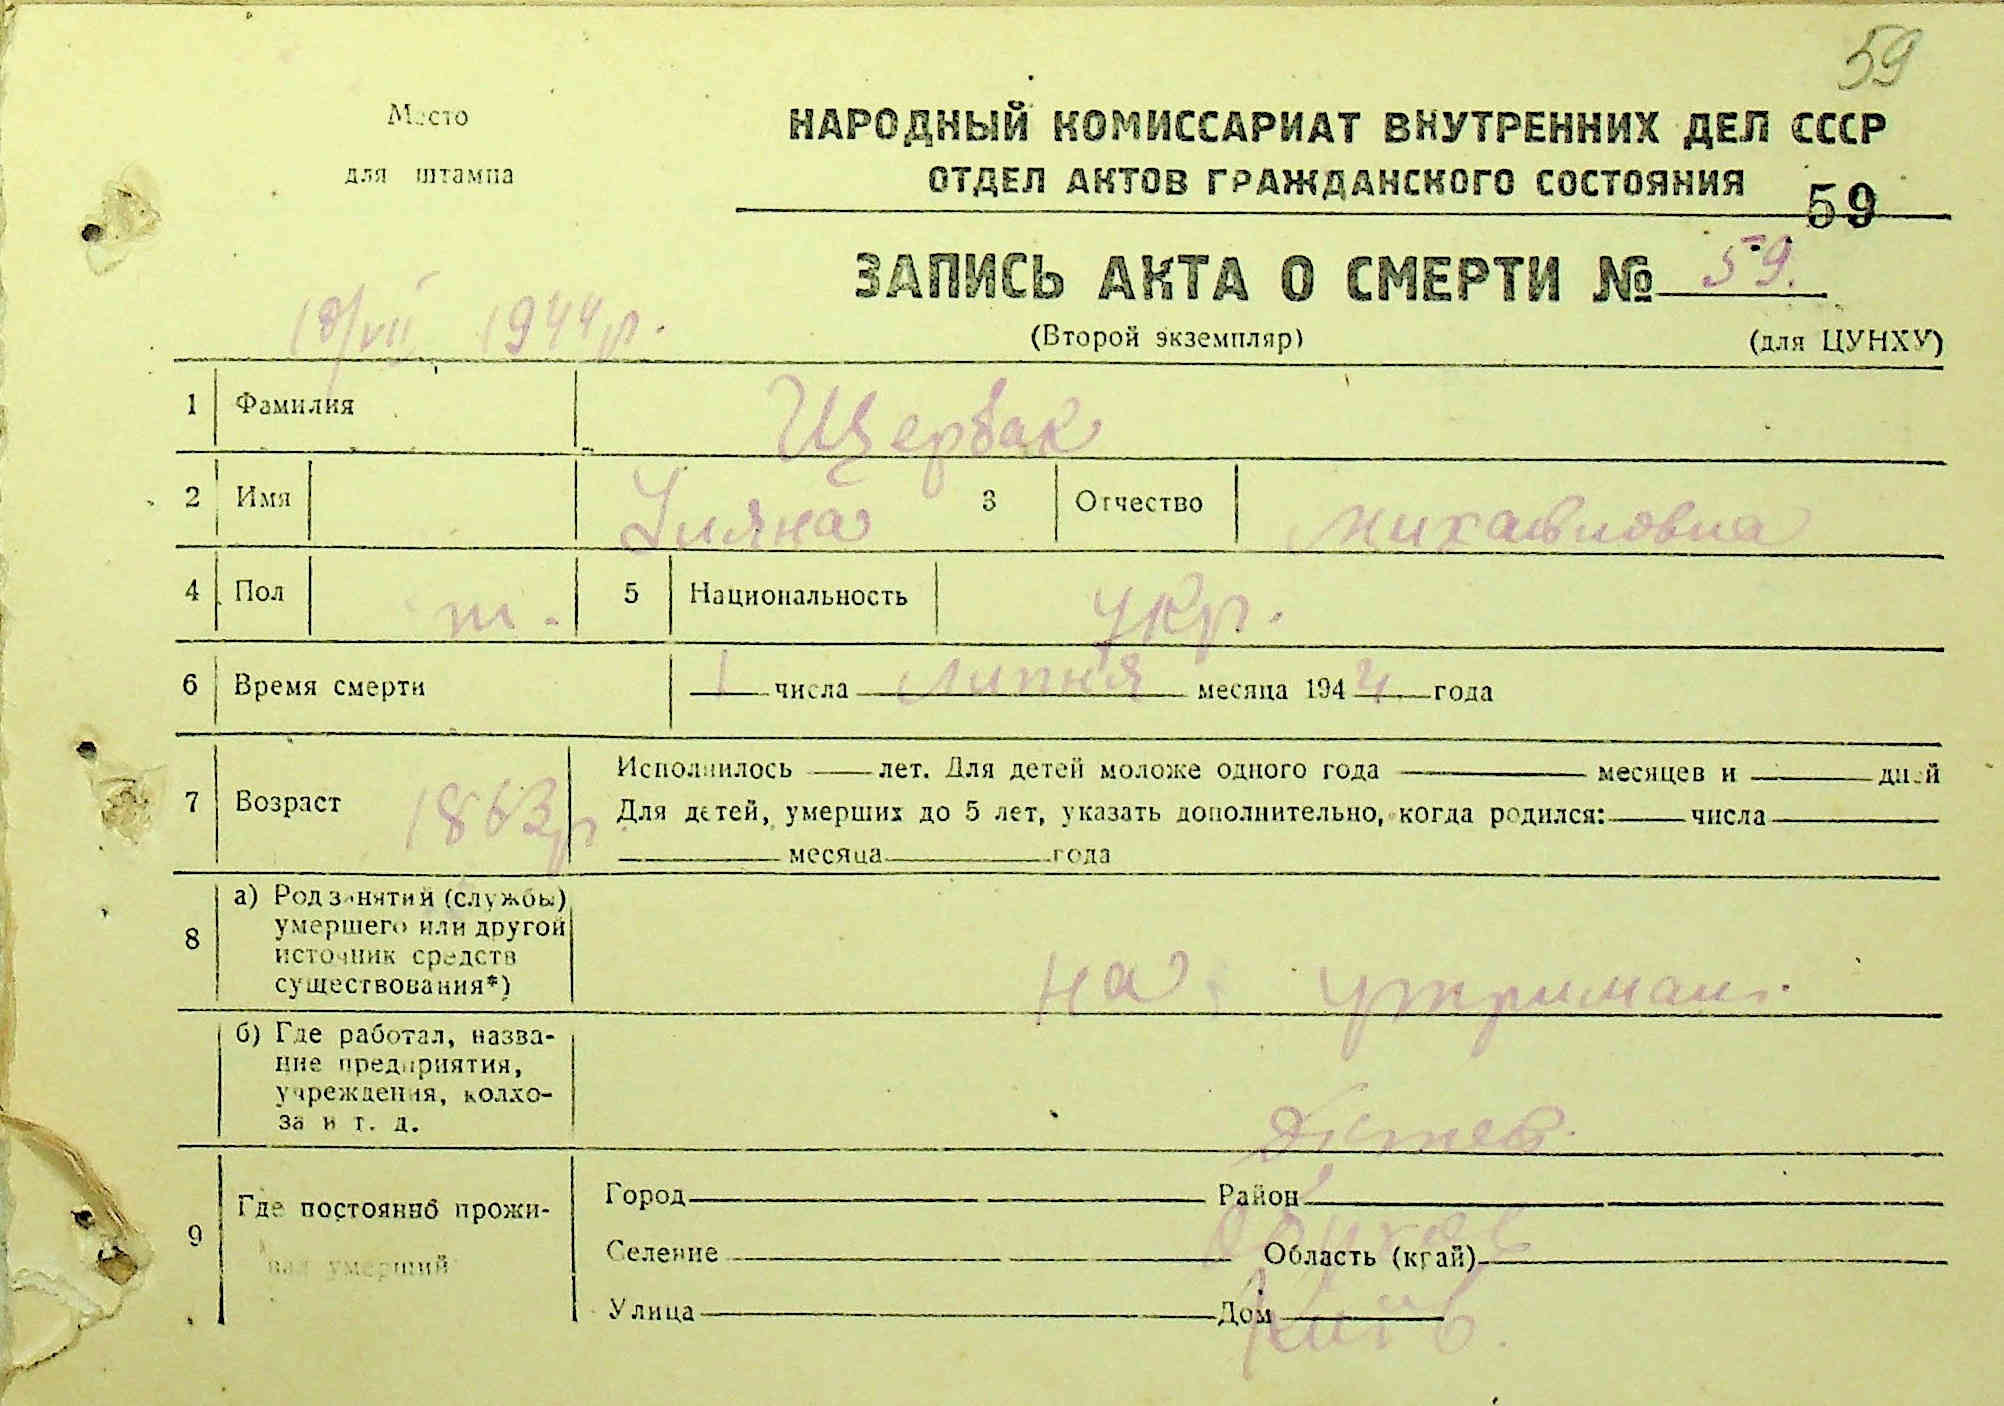 59
Место
для штампа
НАРОДНЫЙ КОМИССАРИАТ ВНУТРЕННИХ ДЕЛ СССР
ОТДЕЛ АКТОВ ГРАЖДАНСКОГО СОСТОЯНИЯ
59
ЗАПИСЬ АКТА О СМЕРТИ № 59.
18/VII 1944 р.
(Второй экземпляр) (для ЦУНХУ)
1 Фамилия Щербак
2 Имя Уляна 3 Отчество Михайловна
4 Пол 5 Национальность укр.
6 Время смерти 1 числа липня месяца 1944 года
7 Возраст 1863 р
Исполнилось лет. Для детей моложе одного года месяцев и дней
Для детей, умерших до 5 лет, указать дополнительно, когда родился: числа
месяца года
8 а) Род занятий (службы)
умершего или другой
источник средств
существования*)
на утриман.
б) Где работал, назва-
ние предприятия,
учреждения, колхо-
за и т. д.
Дітей.
9 Где постоянно прожи-
вал умерший
Город Район
Обухов
Селение Область (край)
Улица Дом
Київ.